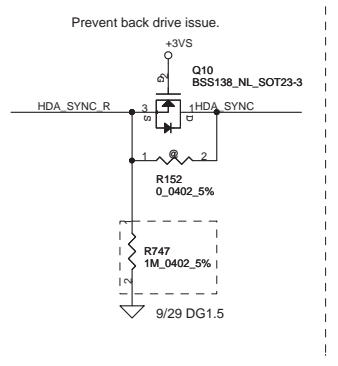 Prevent back drive issue.
+3VS
G
2
Q10
BSS138_NL_SOT23-3
HDA_SYNC_R
3
S
1
D
HDA_SYNC
1
@
2
R152
0_0402_5%
1
R747
1M_0402_5%
2
9/29 DG1.5